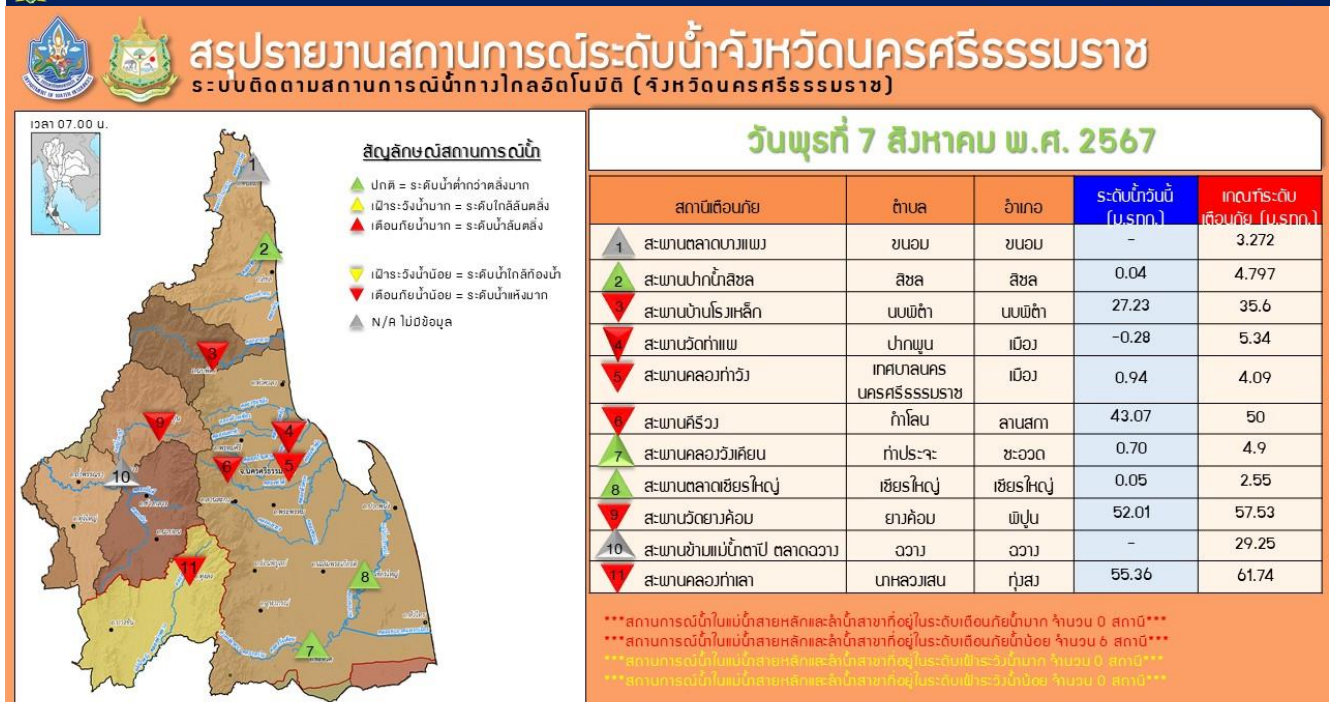 สรุปรายงานสถานการณ์ระดับน้ำจังหวัดนครศรีธรรมราช
ระบบติดตามสถานการณ์น้ำทางไกลอัตโนมัติ (จังหวัดนครศรีธรรมราช)
เวลา 07.00 น.
สัญลักษณ์สถานการณ์น้ำ
ปกติ = ระดับน้ำต่ำกว่าตลิ่งมาก
เฝ้าระวังน้ำมาก = ระดับใกล้ล้นตลิ่ง
เตือนภัยน้ำมาก = ระดับน้ำล้นตลิ่ง
เฝ้าระวังน้ำน้อย = ระดับน้ำใกล้ท้องน้ำ
เตือนภัยน้ำน้อย = ระดับน้ำแห้งมาก
N/A ไม่มีข้อมูล
1
2
3
9
4
10
6
5
จ.นครศรีธรรมราช
11
8
7
วันพุธที่ 7 สิงหาคม พ.ศ. 2567
สถานีเตือนภัย ตำบล อำเภอ ระดับน้ำวันนี้ (ม.รทก.) เกณฑ์ระดับเตือนภัย (ม.รทก.)
1 สะพานตลาดบางแพง ขนอม ขนอม - 3.272
2 สะพานปากน้ำสิชล สิชล สิชล 0.04 4.797
3 สะพานบ้านโรงเหล็ก นบพิตำ นบพิตำ 27.23 35.6
4 สะพานวัดท่าแพ ปากพูน เมือง -0.28 5.34
5 สะพานคลองท่าวัง เทศบาลนครนครศรีธรรมราช เมือง 0.94 4.09
6 สะพานคีรีวง กำโลน ลานสกา 43.07 50
7 สะพานคลองวังเคียน ท่าประจะ ชะอวด 0.70 4.9
8 สะพานตลาดเชียรใหญ่ เชียรใหญ่ เชียรใหญ่ 0.05 2.55
9 สะพานวัดยางค้อม ยางค้อม พิปูน 52.01 57.53
10 สะพานข้ามแม่น้ำตาปี ตลาดฉวาง ฉวาง ฉวาง - 29.25
11 สะพานคลองท่าเลา นาหลวงเสน ทุ่งสง 55.36 61.74
***สถานการณ์น้ำในแม่น้ำสายหลักและลำน้ำสาขาที่อยู่ในระดับเตือนภัยน้ำมาก จำนวน 0 สถานี***
***สถานการณ์น้ำในแม่น้ำสายหลักและลำน้ำสาขาที่อยู่ในระดับเตือนภัยน้ำน้อย จำนวน 6 สถานี***
***สถานการณ์น้ำในแม่น้ำสายหลักและลำน้ำสาขาที่อยู่ในระดับเฝ้าระวังน้ำมาก จำนวน 0 สถานี***
***สถานการณ์น้ำในแม่น้ำสายหลักและลำน้ำสาขาที่อยู่ในระดับเฝ้าระวังน้ำน้อย จำนวน 0 สถานี***